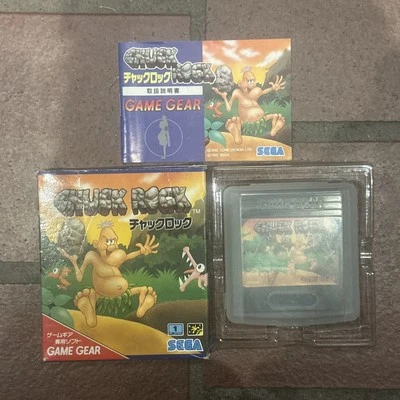 CHUCK ROCK
チャックロック
取扱説明書
GAME GEAR
SEGA
CHUCK ROCK™
チャックロック
1
ゲームギア
専用ソフト
GAME GEAR
SEGA